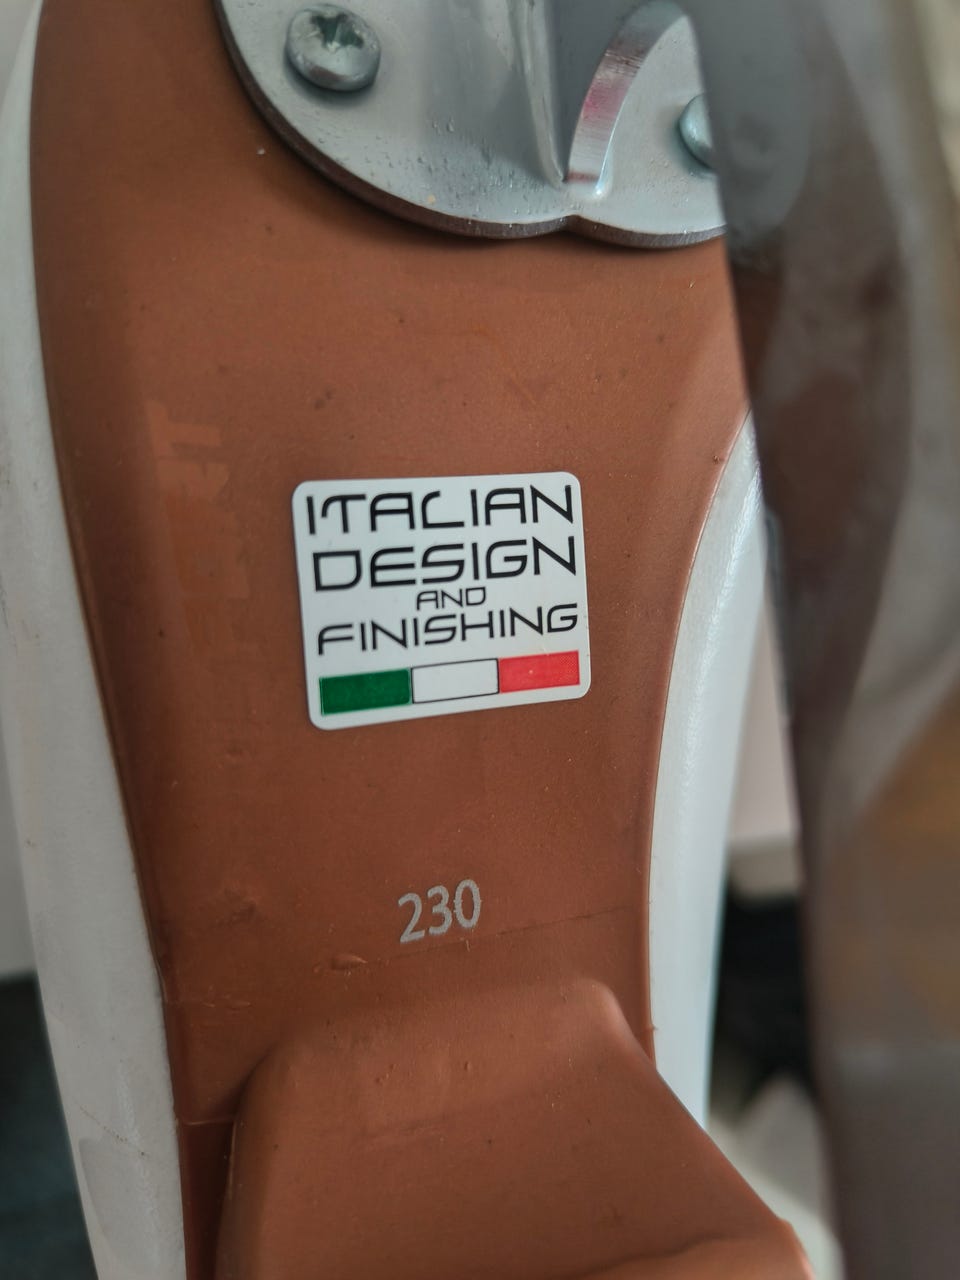 ITALIAN
DESIGN
AND
FINISHING
230